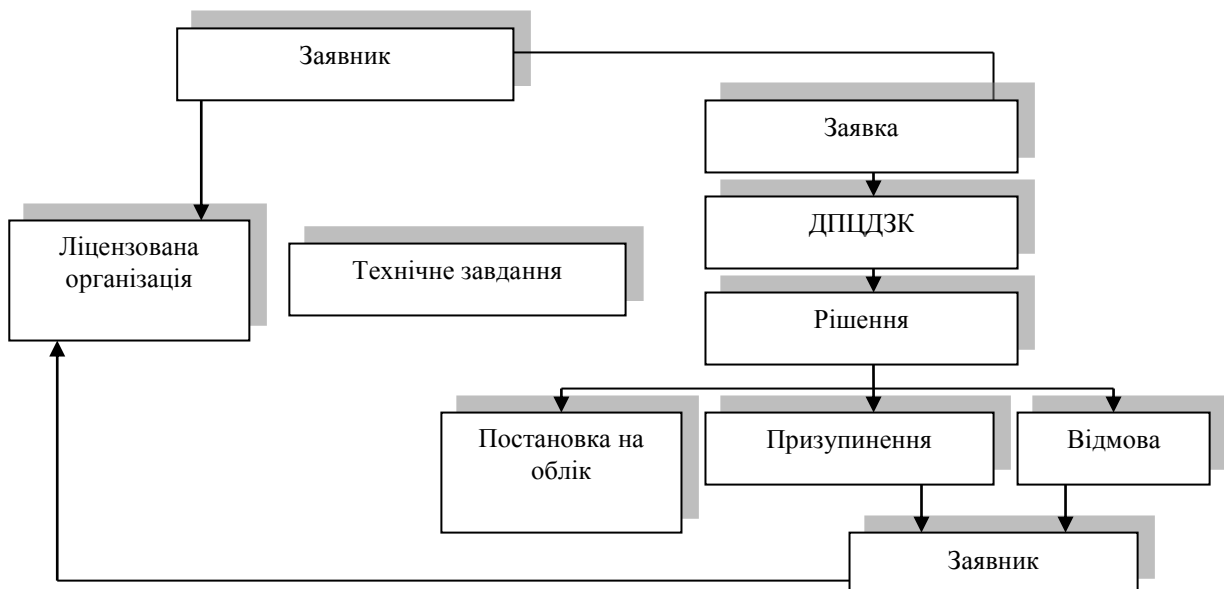 Заявник
Заявка
ДПЦДЗК
Ліцензована
організація
Технічне завдання
Рішення
Постановка на
облік
Призупинення
Відмова
Заявник